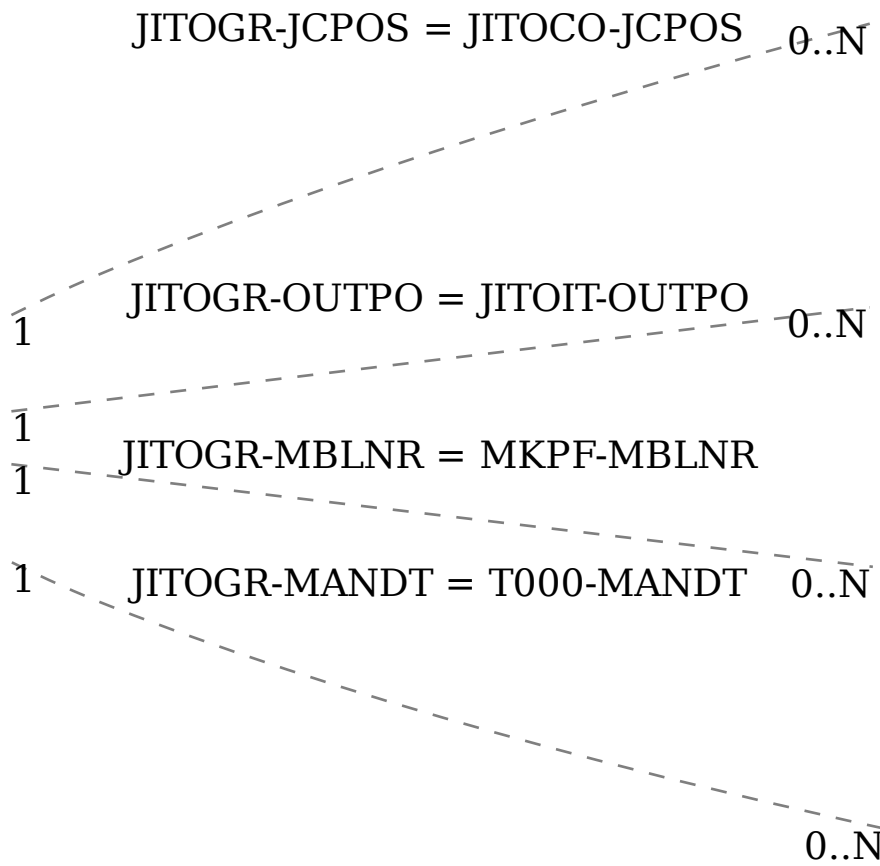 JITOGR-JCPOS = JITOCO-JCPOS
0..N
1
JITOGR-OUTPO = JITOIT-OUTPO
0..N
1
JITOGR-MBLNR = MKPF-MBLNR
1
0..N
1
JITOGR-MANDT = T000-MANDT
0..N